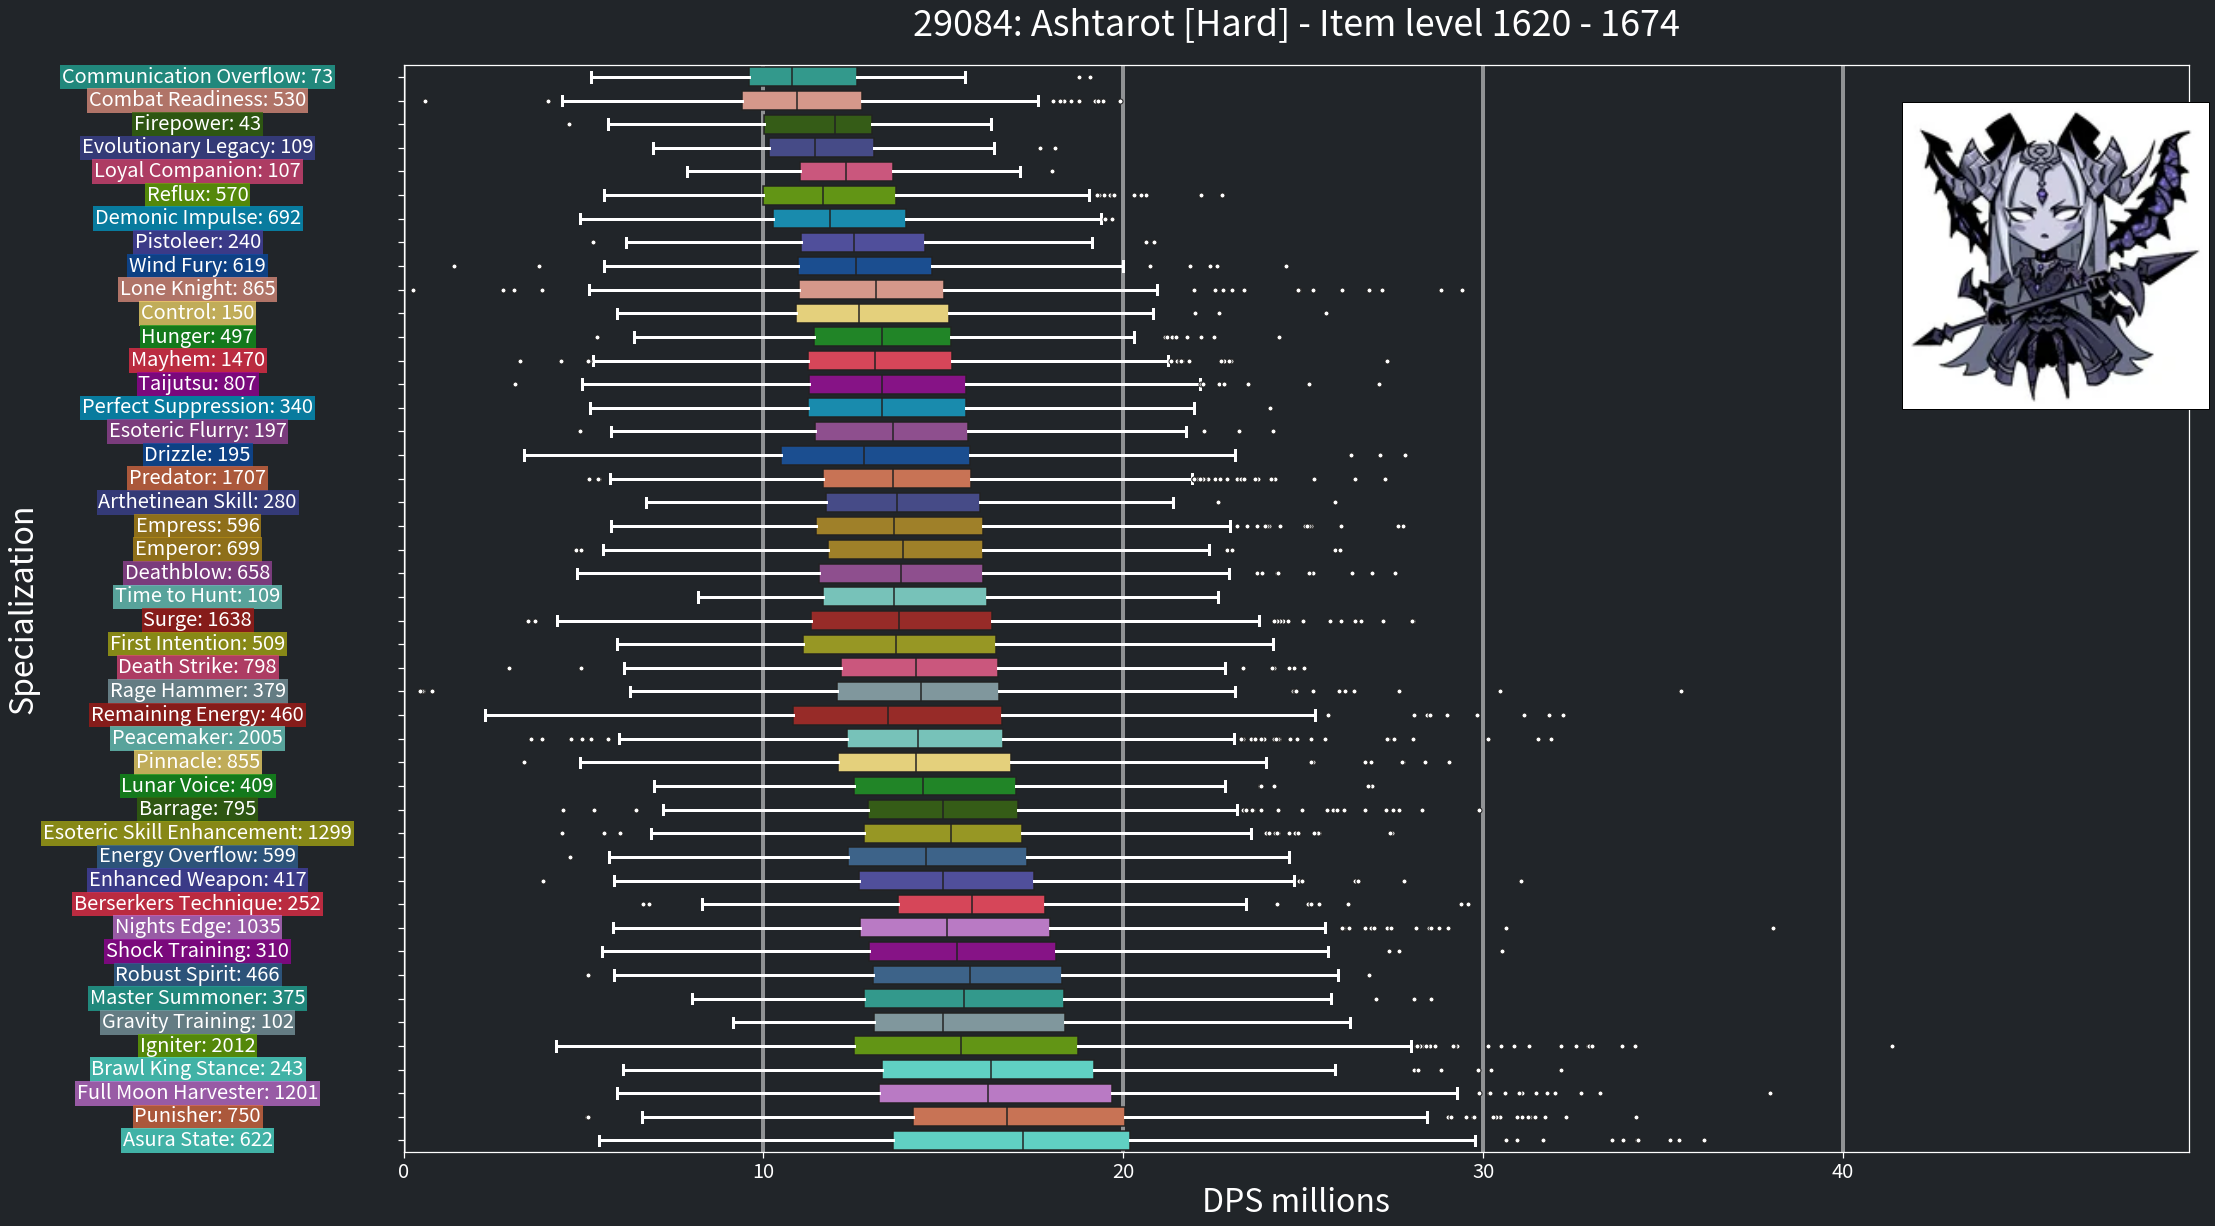 29084: Ashtarot [Hard] - Item level 1620 - 1674
Communication Overflow: 73
Combat Readiness: 530
Firepower: 43
Evolutionary Legacy: 109
Loyal Companion: 107
Reflux: 570
Demonic Impulse: 692
Pistoleer: 240
Wind Fury: 619
Lone Knight: 865
Control: 150
Hunger: 497
Mayhem: 1470
Taijutsu: 807
Perfect Suppression: 340
Esoteric Flurry: 197
Drizzle: 195
Predator: 1707
Arthetinean Skill: 280
Empress: 596
Emperor: 699
Deathblow: 658
Time to Hunt: 109
Surge: 1638
First Intention: 509
Death Strike: 798
Rage Hammer: 379
Remaining Energy: 460
Peacemaker: 2005
Pinnacle: 855
Lunar Voice: 409
Barrage: 795
Esoteric Skill Enhancement: 1299
Energy Overflow: 599
Enhanced Weapon: 417
Berserkers Technique: 252
Nights Edge: 1035
Shock Training: 310
Robust Spirit: 466
Master Summoner: 375
Gravity Training: 102
Igniter: 2012
Brawl King Stance: 243
Full Moon Harvester: 1201
Punisher: 750
Asura State: 622
Specialization
0 10 20 30 40
DPS millions